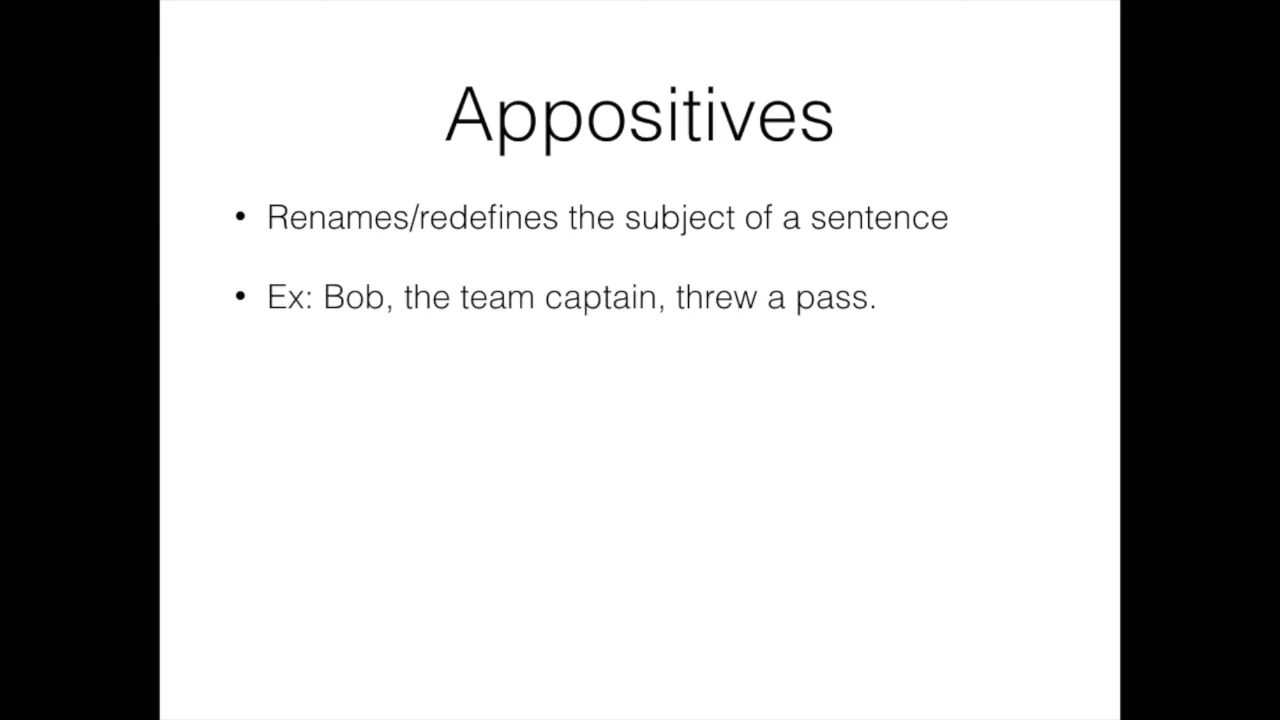 Appositives
• Renames/redefines the subject of a sentence
• Ex: Bob, the team captain, threw a pass.